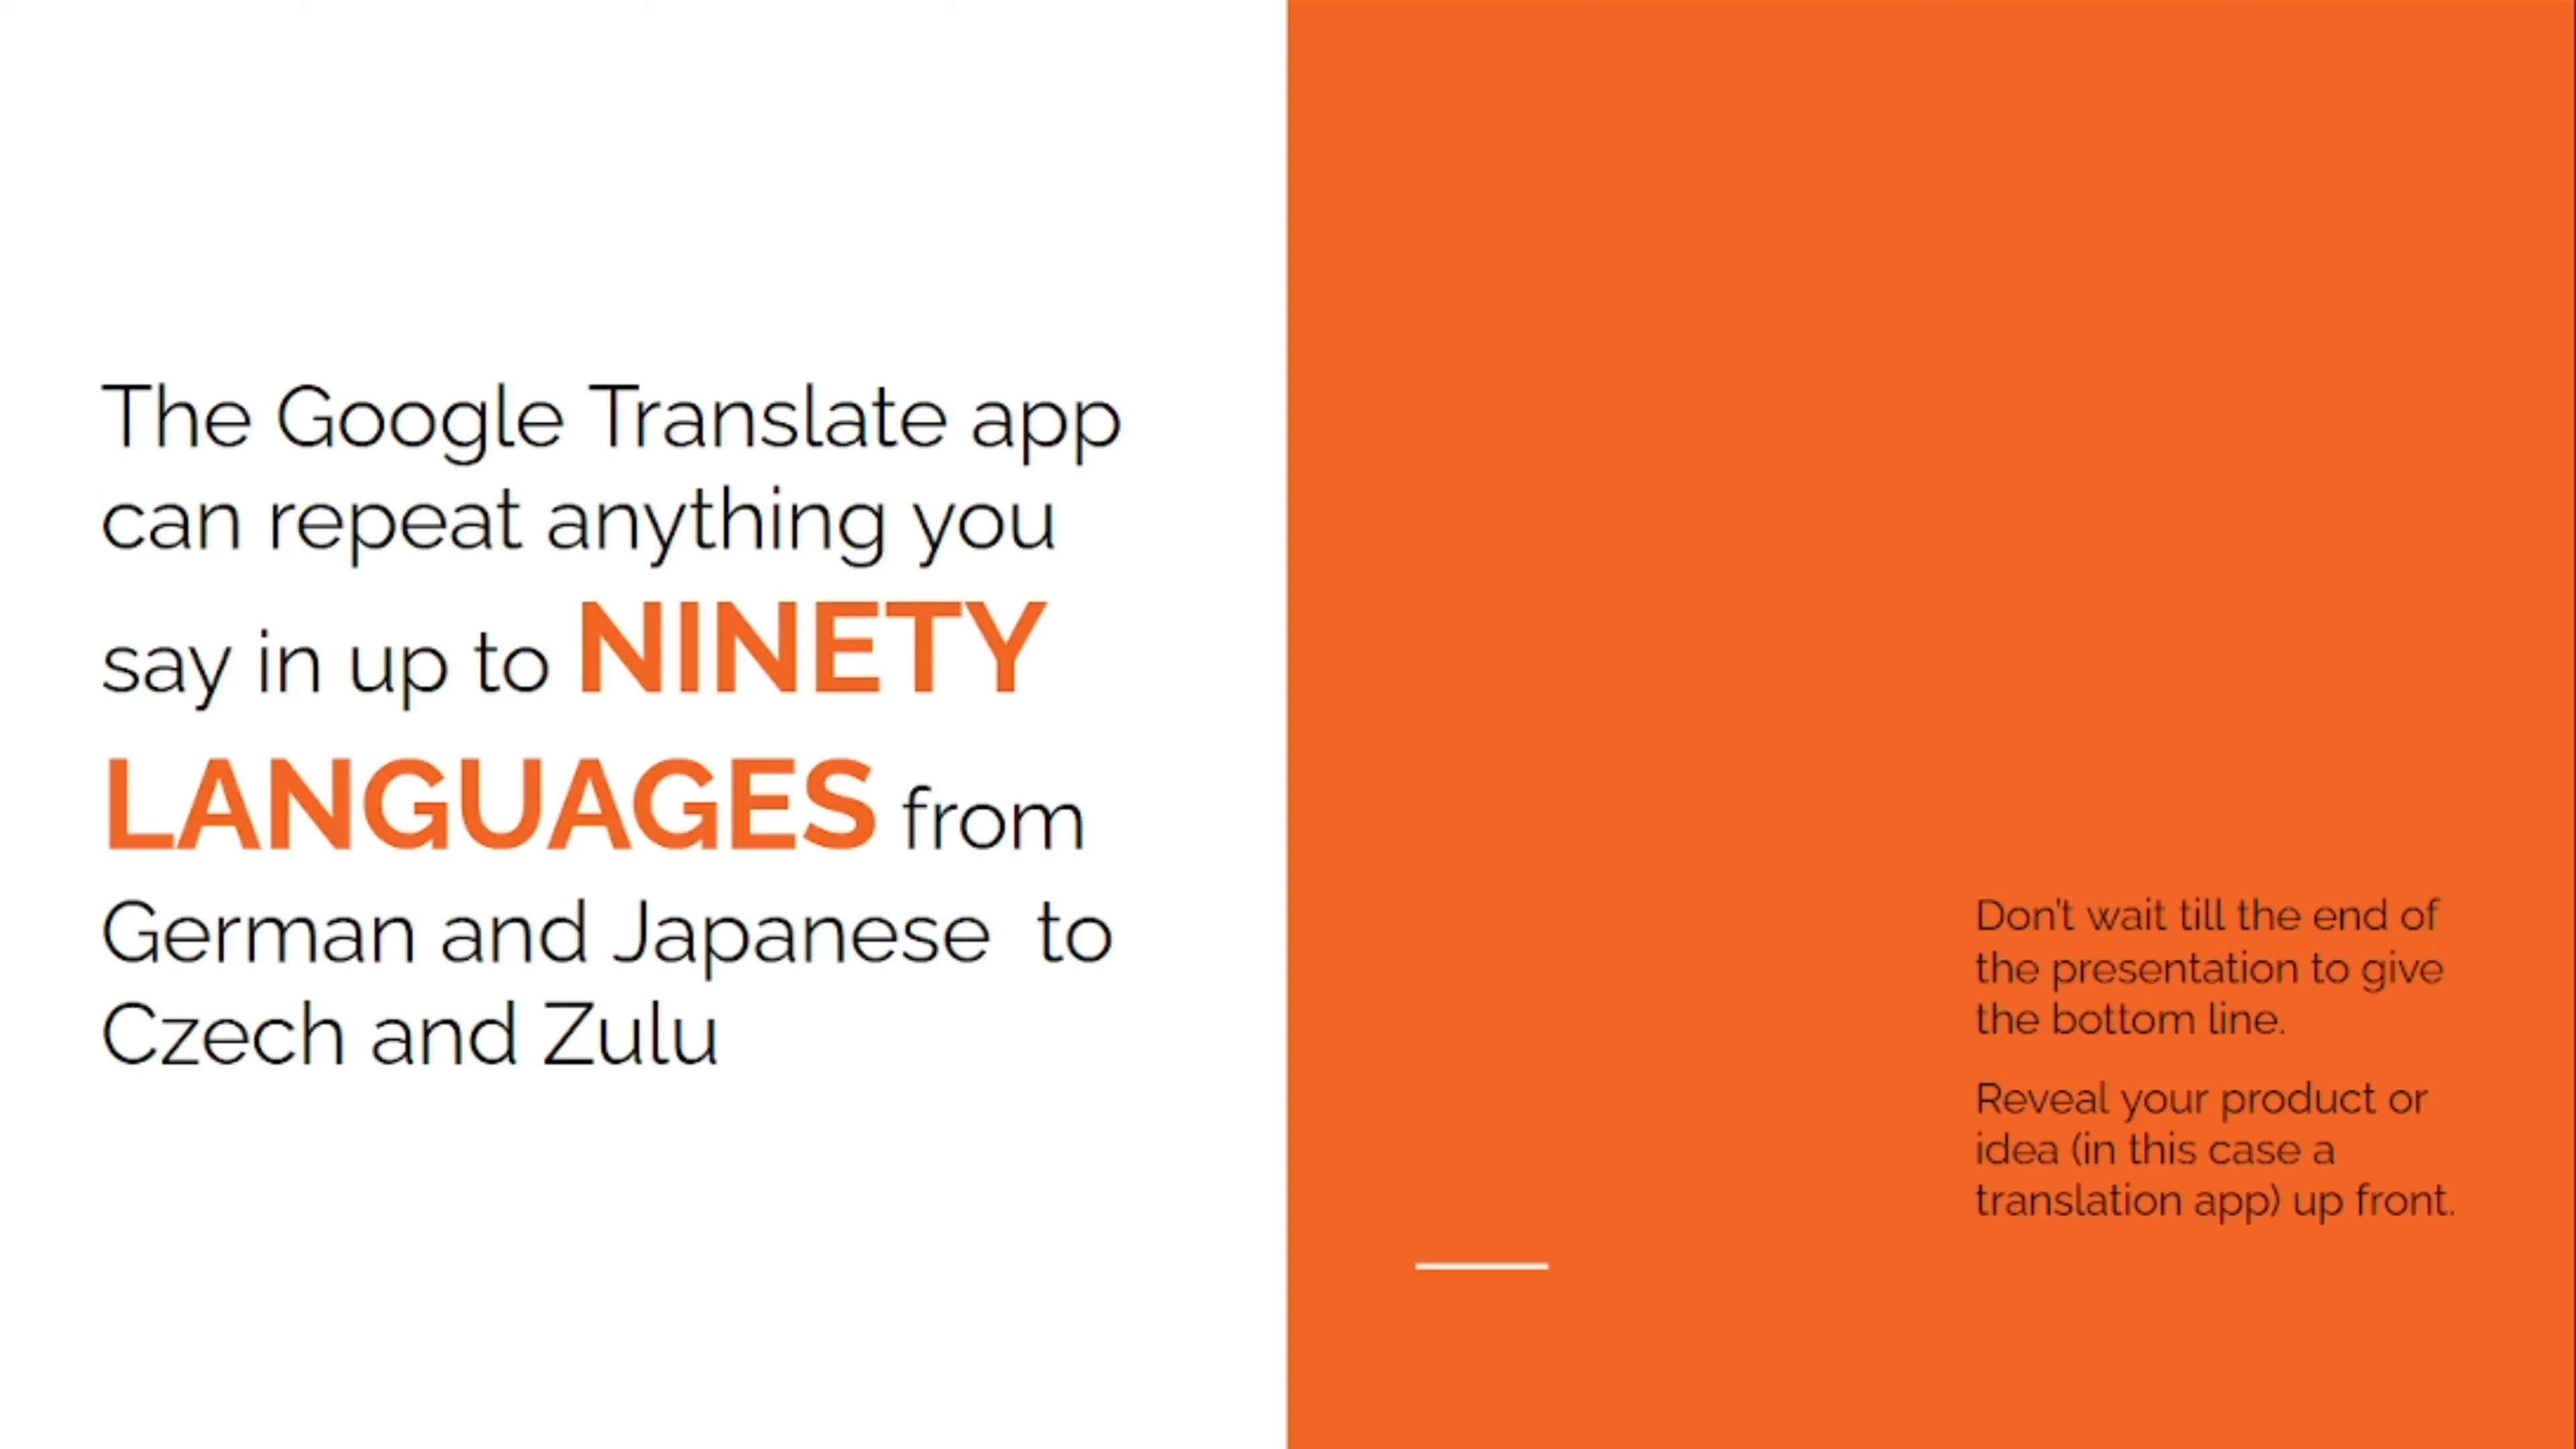 The Google Translate app
can repeat anything you
say in up to NINETY
LANGUAGES from
German and Japanese  to
Czech and Zulu
Don't wait till the end of
the presentation to give
the bottom line.
Reveal your product or
idea (in this case a
translation app) up front.